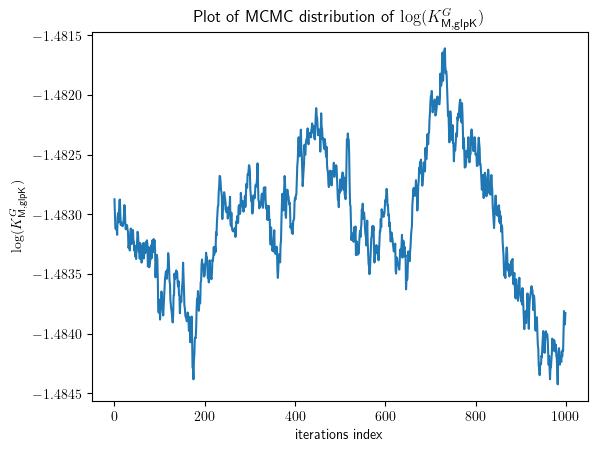 Plot of MCMC distribution of log(K^G_{M,glpK})
log(K^G_{M,glpK})
−1.4815
−1.4820
−1.4825
−1.4830
−1.4835
−1.4840
−1.4845
0 200 400 600 800 1000
iterations index